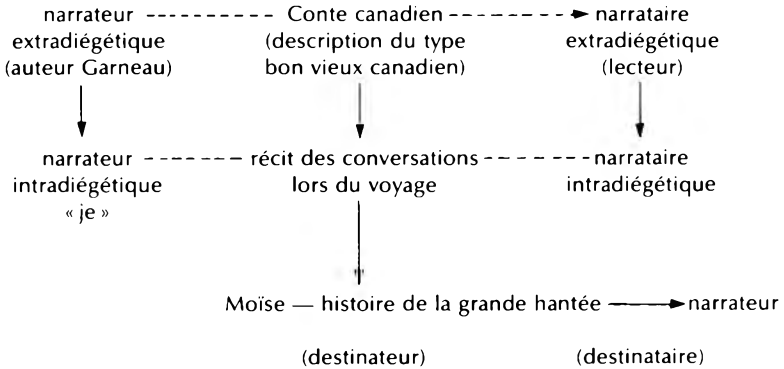 narrateur Conte canadien narrataire
extradiégétique (description du type extradiégétique
(auteur Garneau) bon vieux canadien) (lecteur)
narrateur récit des conversations narrataire
intradiégétique lors du voyage intradiégétique
« je »
Moïse — histoire de la grande hantée narrateur
(destinateur) (destinataire)